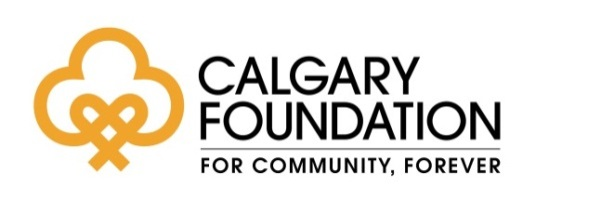 CALGARY
FOUNDATION
FOR COMMUNITY, FOREVER